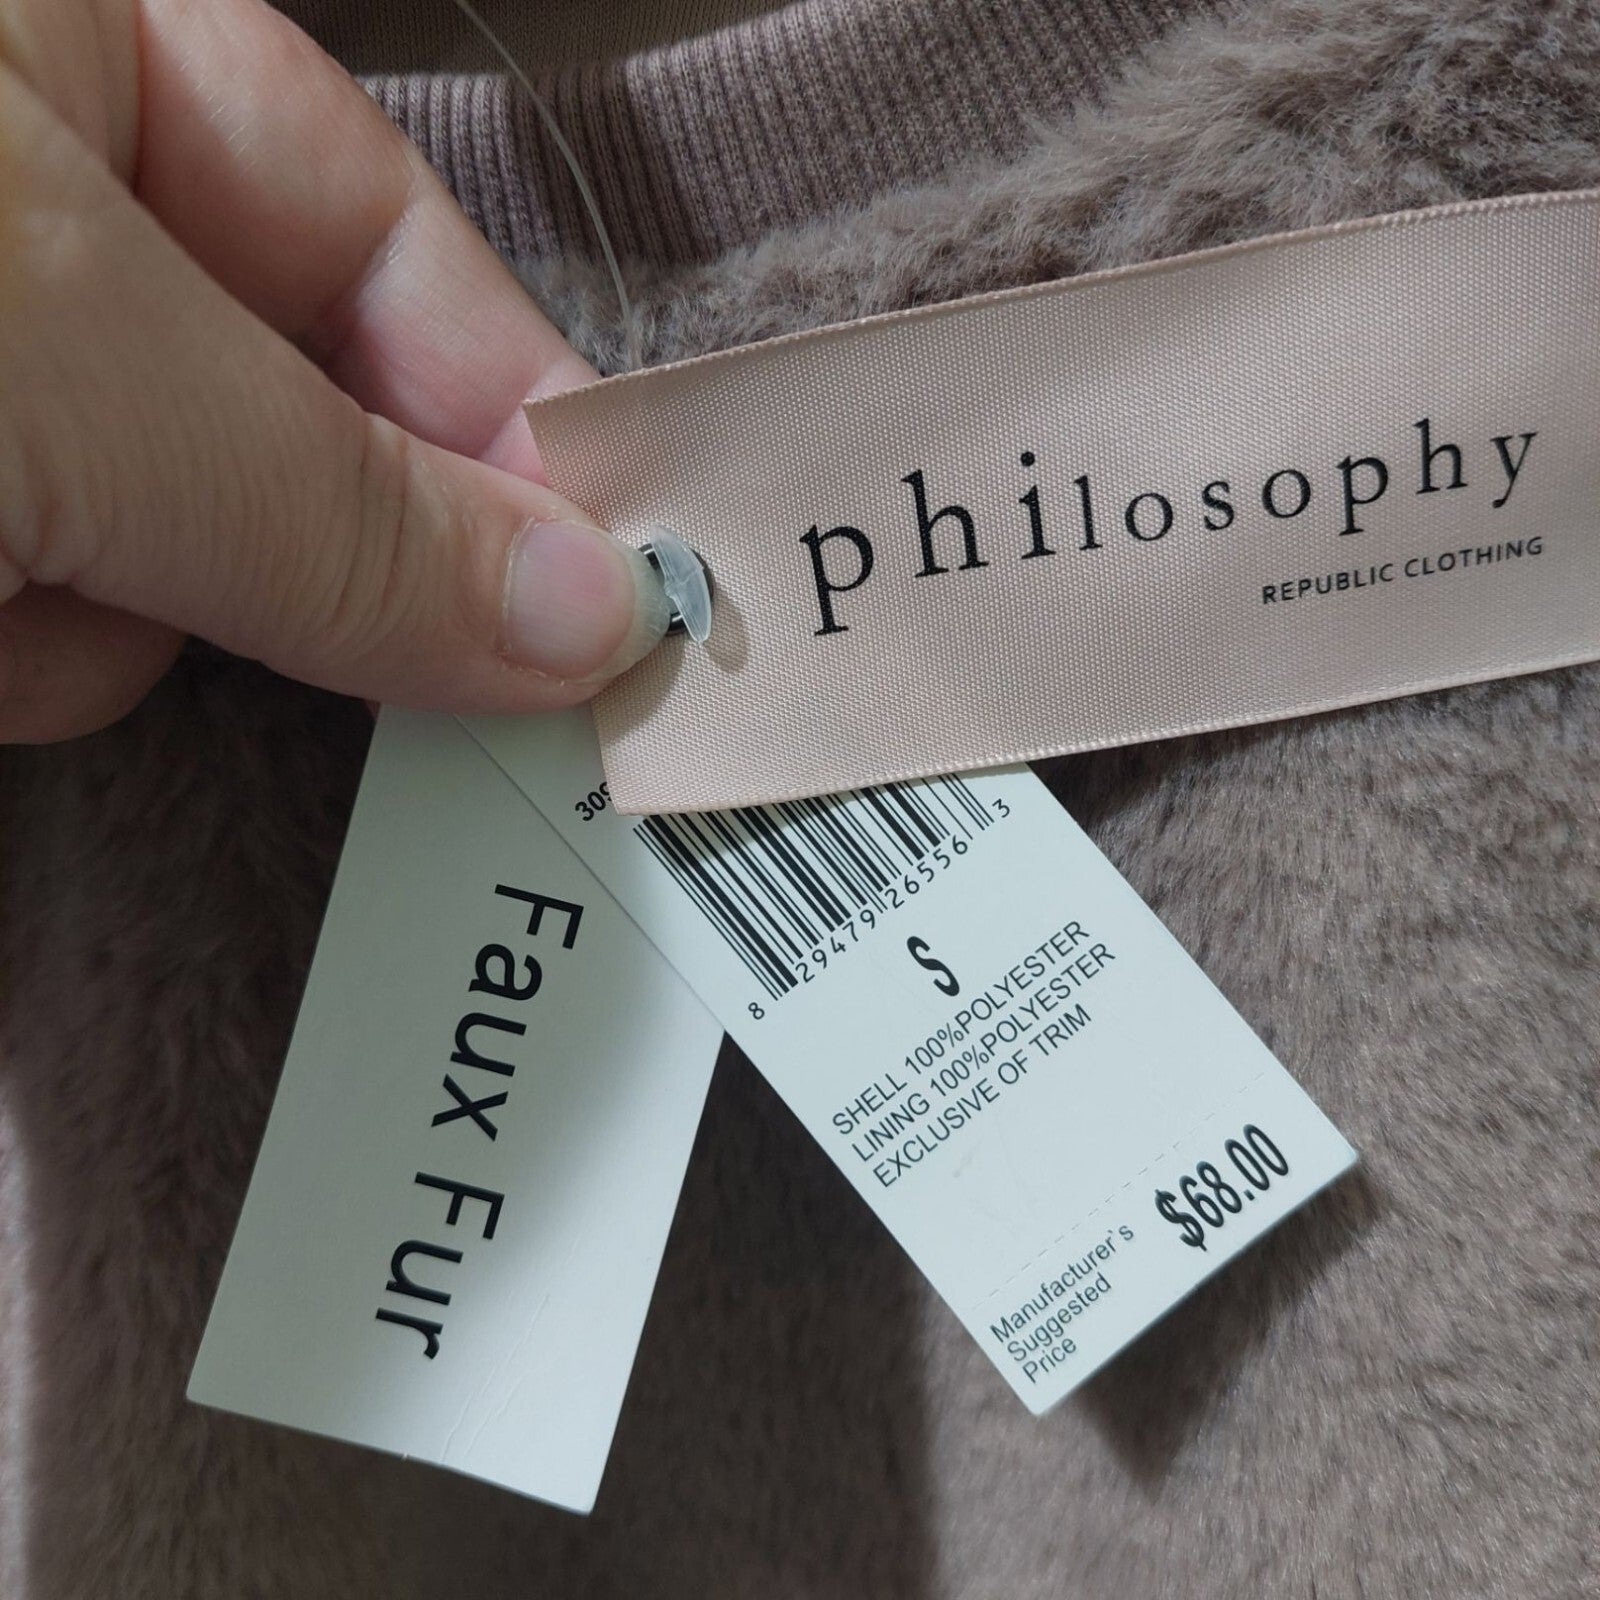 philosophy
REPUBLIC CLOTHING
8 29479 26556 3
S
SHELL 100%POLYESTER
LINING 100%POLYESTER
EXCLUSIVE OF TRIM
$68.00
Manufacturer`s
Suggested
Price
Faux Fur